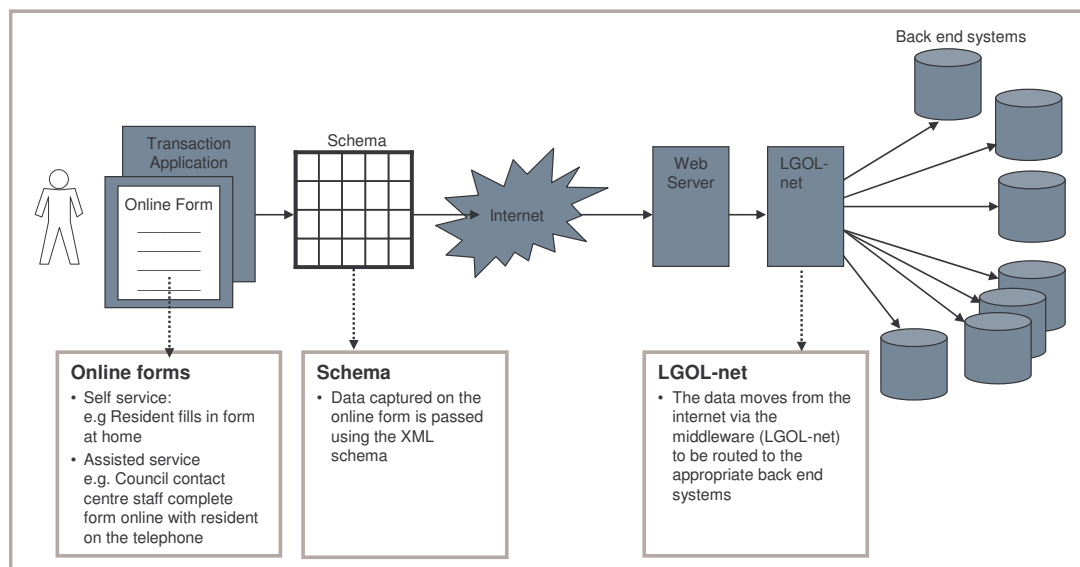 Back end systems
Transaction
Application
Online Form
Schema
Internet
Web
Server
LGOL-
net
Online forms
• Self service:
e.g Resident fills in form
at home
• Assisted service
e.g. Council contact
centre staff complete
form online with resident
on the telephone
Schema
• Data captured on the
online form is passed
using the XML
schema
LGOL-net
• The data moves from the
internet via the
middleware (LGOL-net)
to be routed to the
appropriate back end
systems